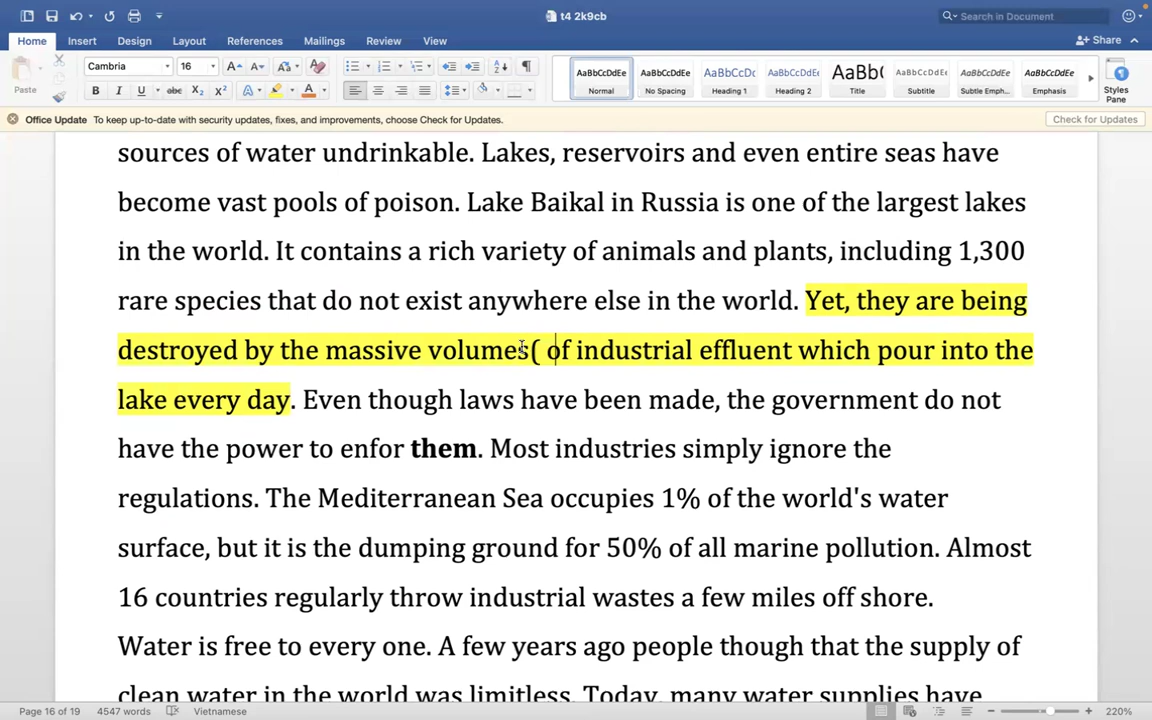 t4 2k9cb
Search in Document
Home Insert Design Layout References Mailings Review View
Share
Paste
Cambria 16
B I U abc X2 X2 A A
AaBbCcDdEe AaBbCcDdEe AaBbCcDc AaBbCcDdEe AaBb( AaBbCcDdEe AaBbCcDdEe AaBbCcDdEe
Normal No Spacing Heading 1 Heading 2 Title Subtitle Subtle Emph... Emphasis
Styles
Pane
Office Update To keep up-to-date with security updates, fixes, and improvements, choose Check for Updates.
Check for Updates
sources of water undrinkable. Lakes, reservoirs and even entire seas have
become vast pools of poison. Lake Baikal in Russia is one of the largest lakes
in the world. It contains a rich variety of animals and plants, including 1,300
rare species that do not exist anywhere else in the world. Yet, they are being
destroyed by the massive volumes( of industrial effluent which pour into the
lake every day. Even though laws have been made, the government do not
have the power to enfor them. Most industries simply ignore the
regulations. The Mediterranean Sea occupies 1% of the world's water
surface, but it is the dumping ground for 50% of all marine pollution. Almost
16 countries regularly throw industrial wastes a few miles off shore.
Water is free to every one. A few years ago people though that the supply of
clean water in the world was limitless. Today, many water supplies have
Page 16 of 19 4547 words Vietnamese 220%